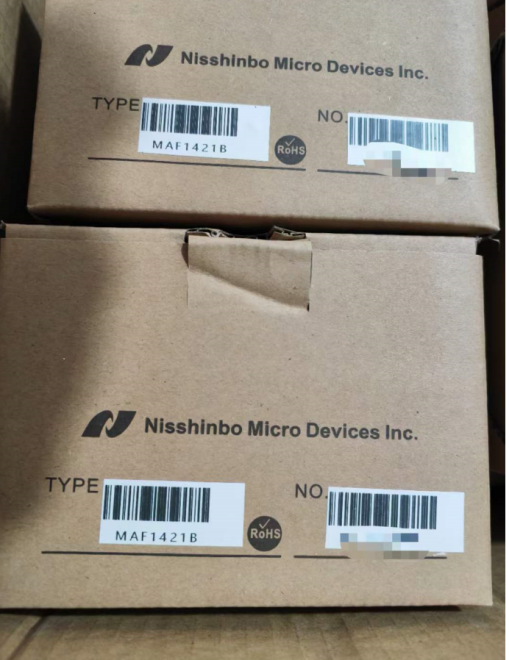 Nisshinbo Micro Devices Inc.
TYPE
NO.
MAF1421B
RoHS
Nisshinbo Micro Devices Inc.
TYPE
NO.
MAF1421B
RoHS